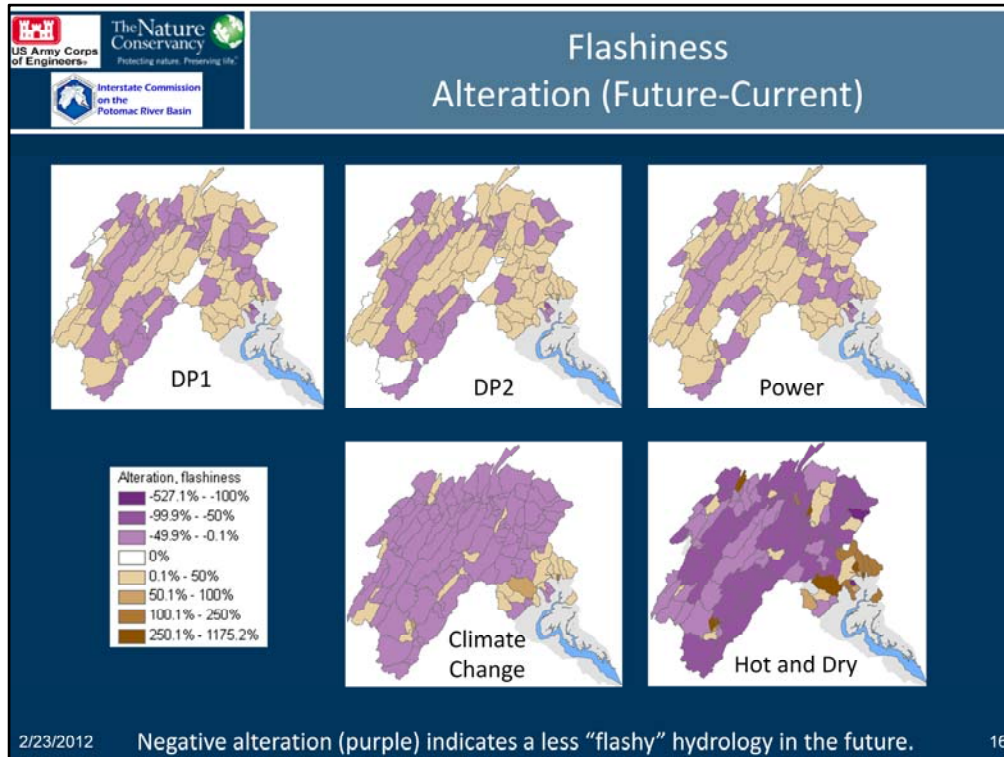 US Army Corps
of Engineers®
The Nature
Conservancy
Protecting nature. Preserving life.™
Interstate Commission
on the
Potomac River Basin
Flashiness
Alteration (Future-Current)
DP1
DP2
Power
Alteration, flashiness
-527.1% - -100%
-99.9% - -50%
-49.9% - -0.1%
0%
0.1% - 50%
50.1% - 100%
100.1% - 250%
250.1% - 1175.2%
Climate
Change
Hot and Dry
2/23/2012
Negative alteration (purple) indicates a less “flashy” hydrology in the future.
16